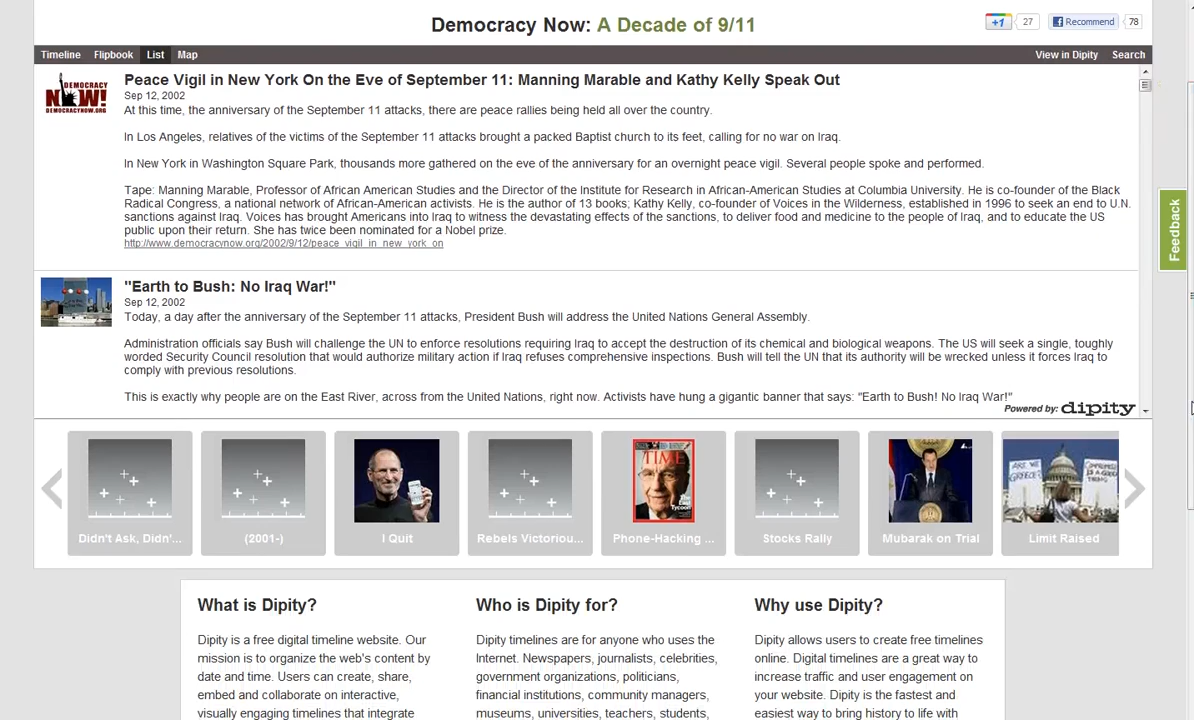 Democracy Now: A Decade of 9/11
+1 27 Recommend 78
Timeline Flipbook List Map View in Dipity Search
DEMOCRACY
NOW!
DEMOCRACYNOW.ORG
Peace Vigil in New York On the Eve of September 11: Manning Marable and Kathy Kelly Speak Out
Sep 12, 2002
At this time, the anniversary of the September 11 attacks, there are peace rallies being held all over the country.
In Los Angeles, relatives of the victims of the September 11 attacks brought a packed Baptist church to its feet, calling for no war on Iraq.
In New York in Washington Square Park, thousands more gathered on the eve of the anniversary for an overnight peace vigil. Several people spoke and performed.
Tape: Manning Marable, Professor of African American Studies and the Director of the Institute for Research in African-American Studies at Columbia University. He is co-founder of the Black
Radical Congress, a national network of African-American activists. He is the author of 13 books; Kathy Kelly, co-founder of Voices in the Wilderness, established in 1996 to seek an end to U.N.
sanctions against Iraq. Voices has brought Americans into Iraq to witness the devastating effects of the sanctions, to deliver food and medicine to the people of Iraq, and to educate the US
public upon their return. She has twice been nominated for a Nobel prize.
http://www.democracynow.org/2002/9/12/peace_vigil_in_new_york_on
Feedback
"Earth to Bush: No Iraq War!"
Sep 12, 2002
Today, a day after the anniversary of the September 11 attacks, President Bush will address the United Nations General Assembly.
Administration officials say Bush will challenge the UN to enforce resolutions requiring Iraq to accept the destruction of its chemical and biological weapons. The US will seek a single, toughly
worded Security Council resolution that would authorize military action if Iraq refuses comprehensive inspections. Bush will tell the UN that its authority will be wrecked unless it forces Iraq to
comply with previous resolutions.
This is exactly why people are on the East River, across from the United Nations, right now. Activists have hung a gigantic banner that says: "Earth to Bush! No Iraq War!"
Powered by: dipity
TIME
Didn't Ask, Didn'... (2001-) I Quit Rebels Victoriou... Phone-Hacking ... Stocks Rally Mubarak on Trial Limit Raised
What is Dipity? Who is Dipity for? Why use Dipity?
Dipity is a free digital timeline website. Our
mission is to organize the web's content by
date and time. Users can create, share,
embed and collaborate on interactive,
visually engaging timelines that integrate
Dipity timelines are for anyone who uses the
Internet. Newspapers, journalists, celebrities,
government organizations, politicians,
financial institutions, community managers,
museums, universities, teachers, students,
Dipity allows users to create free timelines
online. Digital timelines are a great way to
increase traffic and user engagement on
your website. Dipity is the fastest and
easiest way to bring history to life with